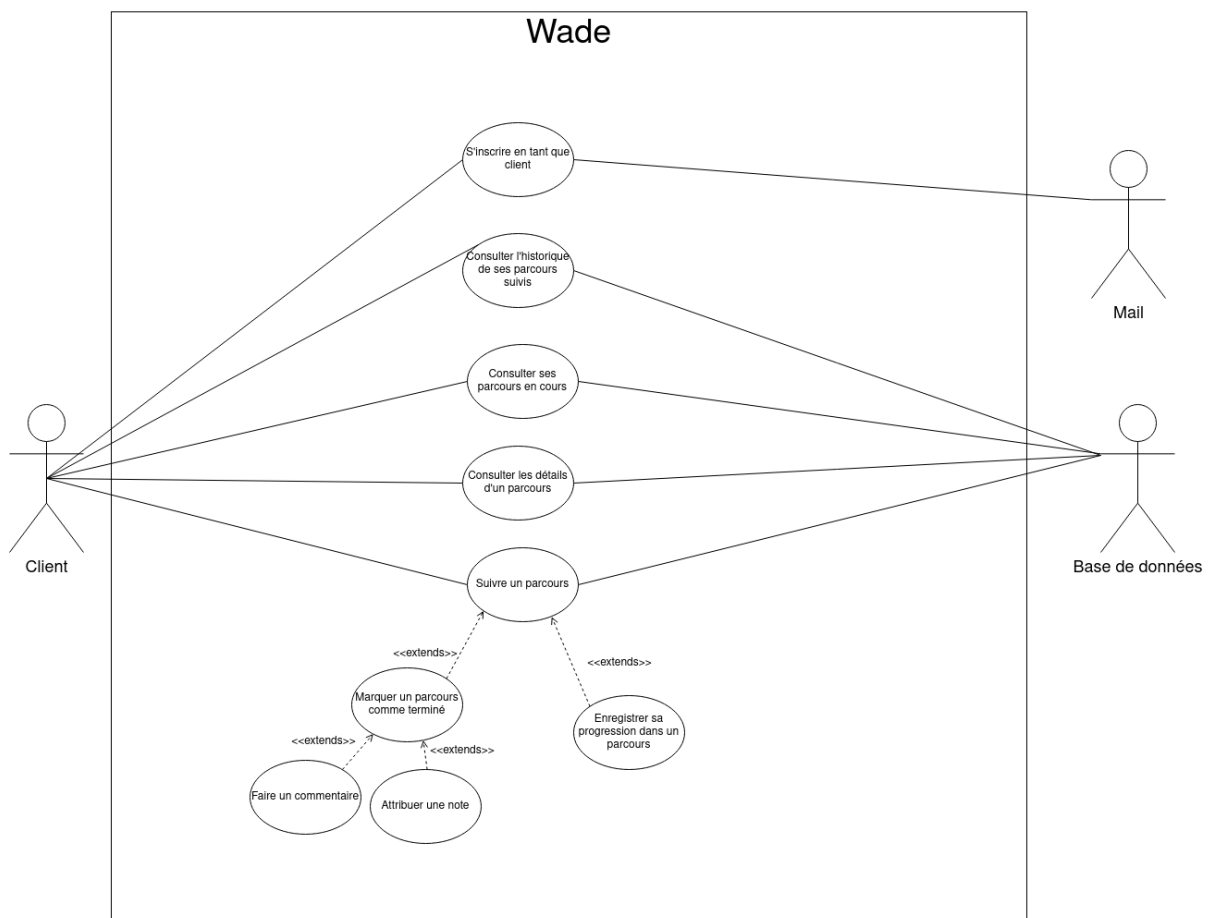 Wade
S'inscrire en tant que
client
Mail
Consulter l'historique
de ses parcours
suivis
Consulter ses
parcours en cours
Consulter les détails
d'un parcours
Client
Base de données
Suivre un parcours
<<extends>>
<<extends>>
Marquer un parcours
comme terminé
Enregistrer sa
progression dans un
parcours
<<extends>>
<<extends>>
Faire un commentaire
Attribuer une note